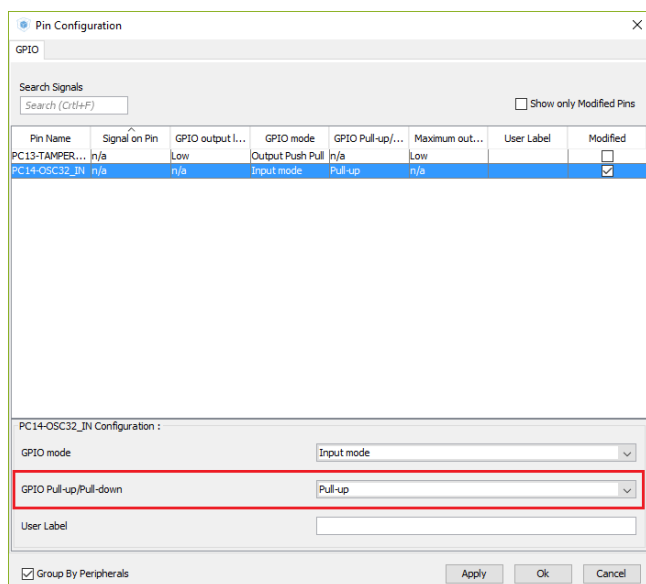 Pin Configuration
GPIO
Search Signals
Search (Crtl+F)
Show only Modified Pins
Pin Name Signal on Pin GPIO output l... GPIO mode GPIO Pull-up/... Maximum out... User Label Modified
PC13-TAMPER... n/a Low Output Push Pull n/a Low
PC14-OSC32_IN n/a n/a Input mode Pull-up n/a
PC14-OSC32_IN Configuration :
GPIO mode Input mode
GPIO Pull-up/Pull-down Pull-up
User Label
Group By Peripherals Apply Ok Cancel